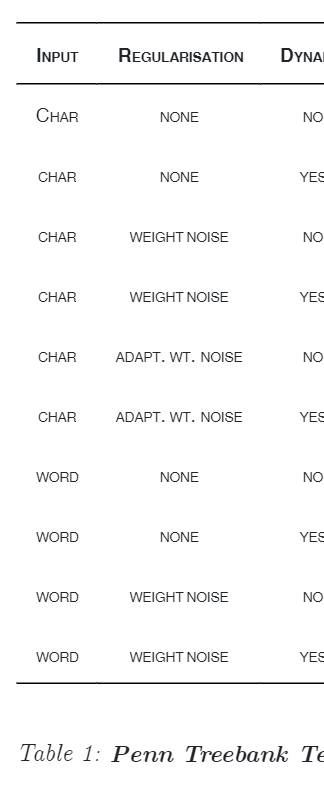 INPUT REGULARISATION DYNA
CHAR NONE NO
CHAR NONE YES
CHAR WEIGHT NOISE NO
CHAR WEIGHT NOISE YES
CHAR ADAPT. WT. NOISE NO
CHAR ADAPT. WT. NOISE YES
WORD NONE NO
WORD NONE YES
WORD WEIGHT NOISE NO
WORD WEIGHT NOISE YES
Table 1: Penn Treebank Te